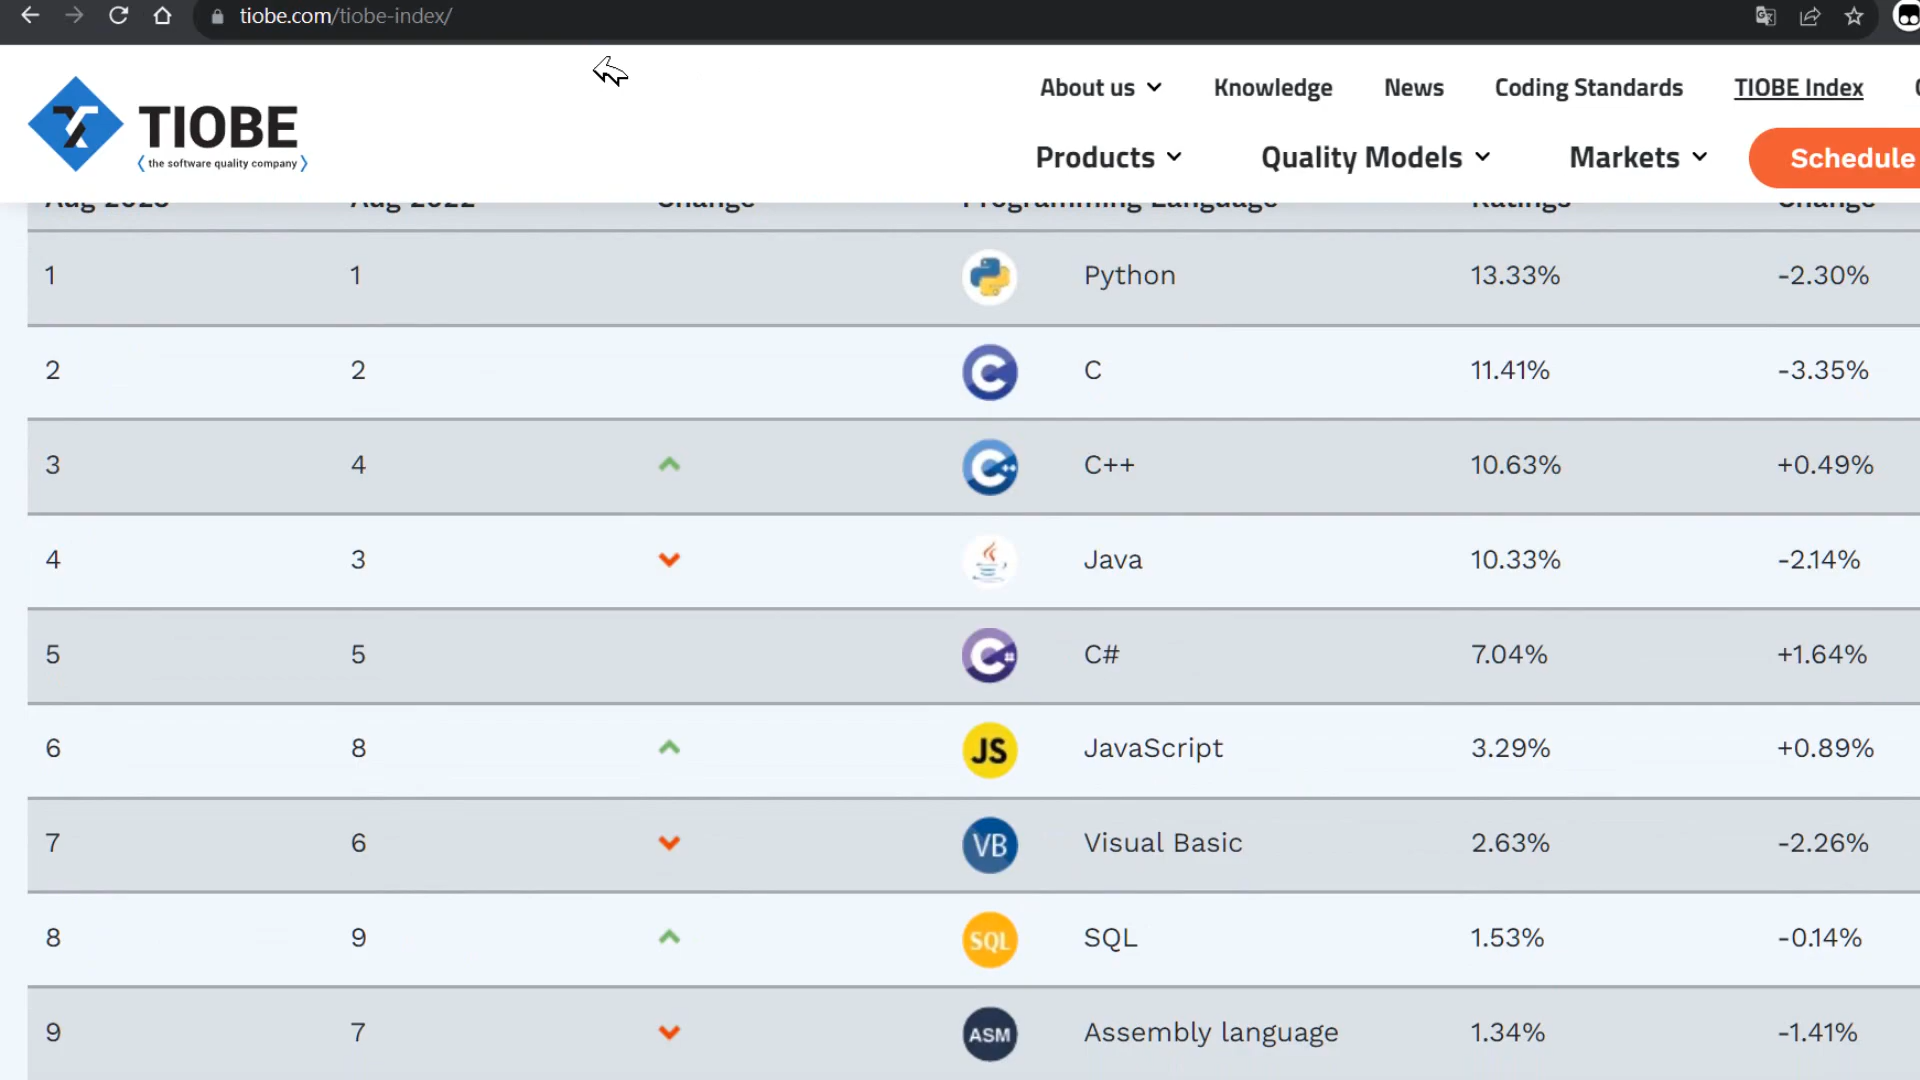 tiobe.com/tiobe-index/
About us Knowledge News Coding Standards TIOBE Index
TIOBE
the software quality company
Products Quality Models Markets Schedule
Aug 2023 Aug 2022 Change Programming Language Ratings Change
1 1 Python 13.33% -2.30%
2 2 C C 11.41% -3.35%
3 4 C++ C++ 10.63% +0.49%
4 3 Java 10.33% -2.14%
5 5 C# C# 7.04% +1.64%
6 8 JS JavaScript 3.29% +0.89%
7 6 VB Visual Basic 2.63% -2.26%
8 9 SQL SQL 1.53% -0.14%
9 7 ASM Assembly language 1.34% -1.41%